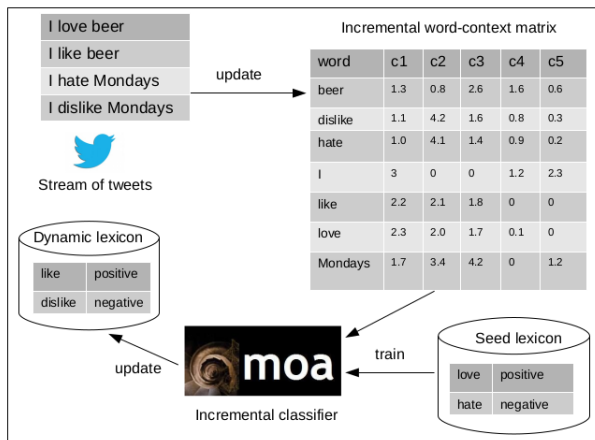 I love beer
I like beer
I hate Mondays
I dislike Mondays
Stream of tweets
update
Incremental word-context matrix
word c1 c2 c3 c4 c5
beer 1.3 0.8 2.6 1.6 0.6
dislike 1.1 4.2 1.6 0.8 0.3
hate 1.0 4.1 1.4 0.9 0.2
I 3 0 0 1.2 2.3
like 2.2 2.1 1.8 0 0
love 2.3 2.0 1.7 0.1 0
Mondays 1.7 3.4 4.2 0 1.2
Dynamic lexicon
like positive
dislike negative
update
moa
Incremental classifier
train
Seed lexicon
love positive
hate negative